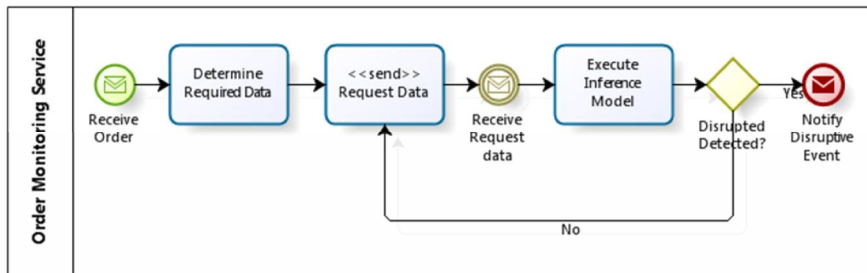 Order Monitoring Service
Receive
Order
Determine
Required Data
<<send>>
Request Data
Receive
Request
data
Execute
Inference
Model
Disrupted
Detected?
Yes
Notify
Disruptive
Event
No